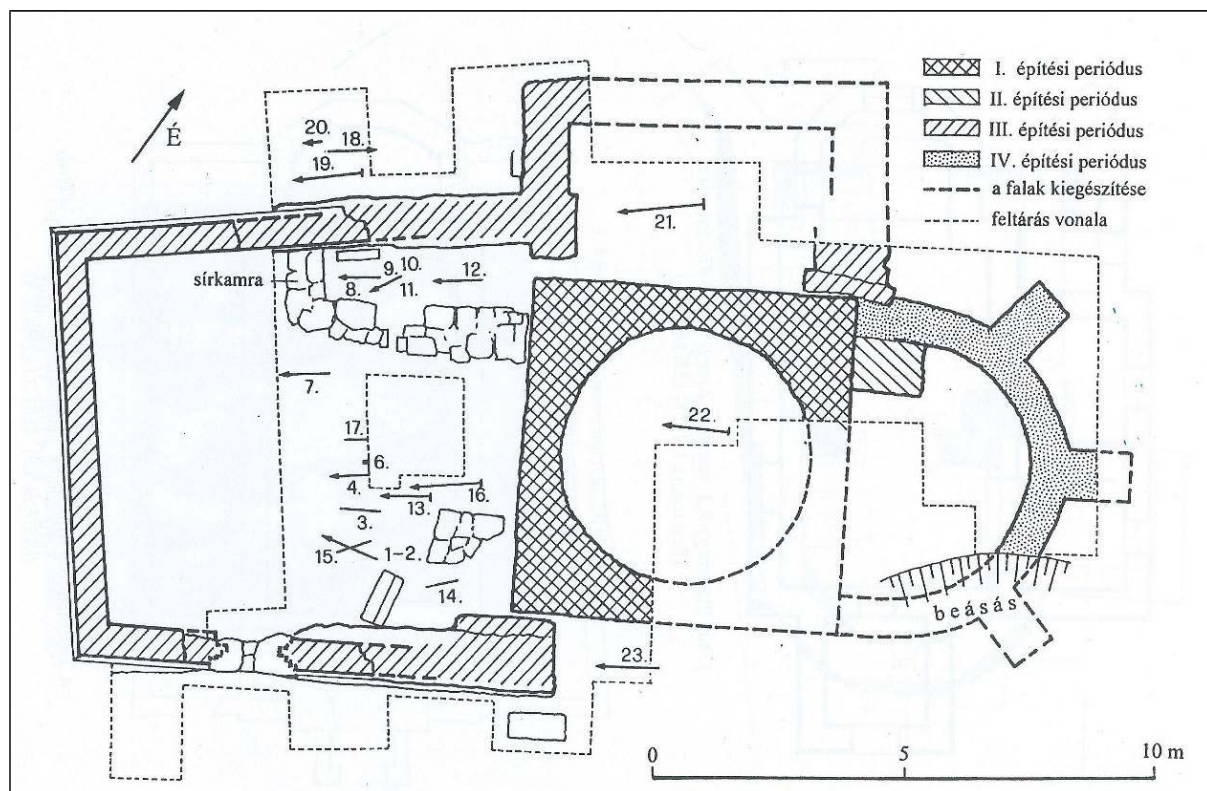 É
I. építési periódus
II. építési periódus
III. építési periódus
IV. építési periódus
a falak kiegészítése
feltárás vonala
20.
18.
19.
21.
sírkamra
9.
10.
8.
11.
12.
7.
22.
17.
6.
4.
16.
13.
3.
15.
1–2.
14.
beásás
23.
0
5
10 m